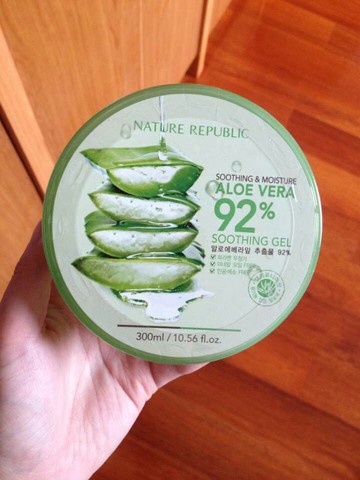 NATURE REPUBLIC
SOOTHING & MOISTURE
ALOE VERA
92%
SOOTHING GEL
알로에베라잎 추출물 92%
300ml / 10.56 fl.oz.